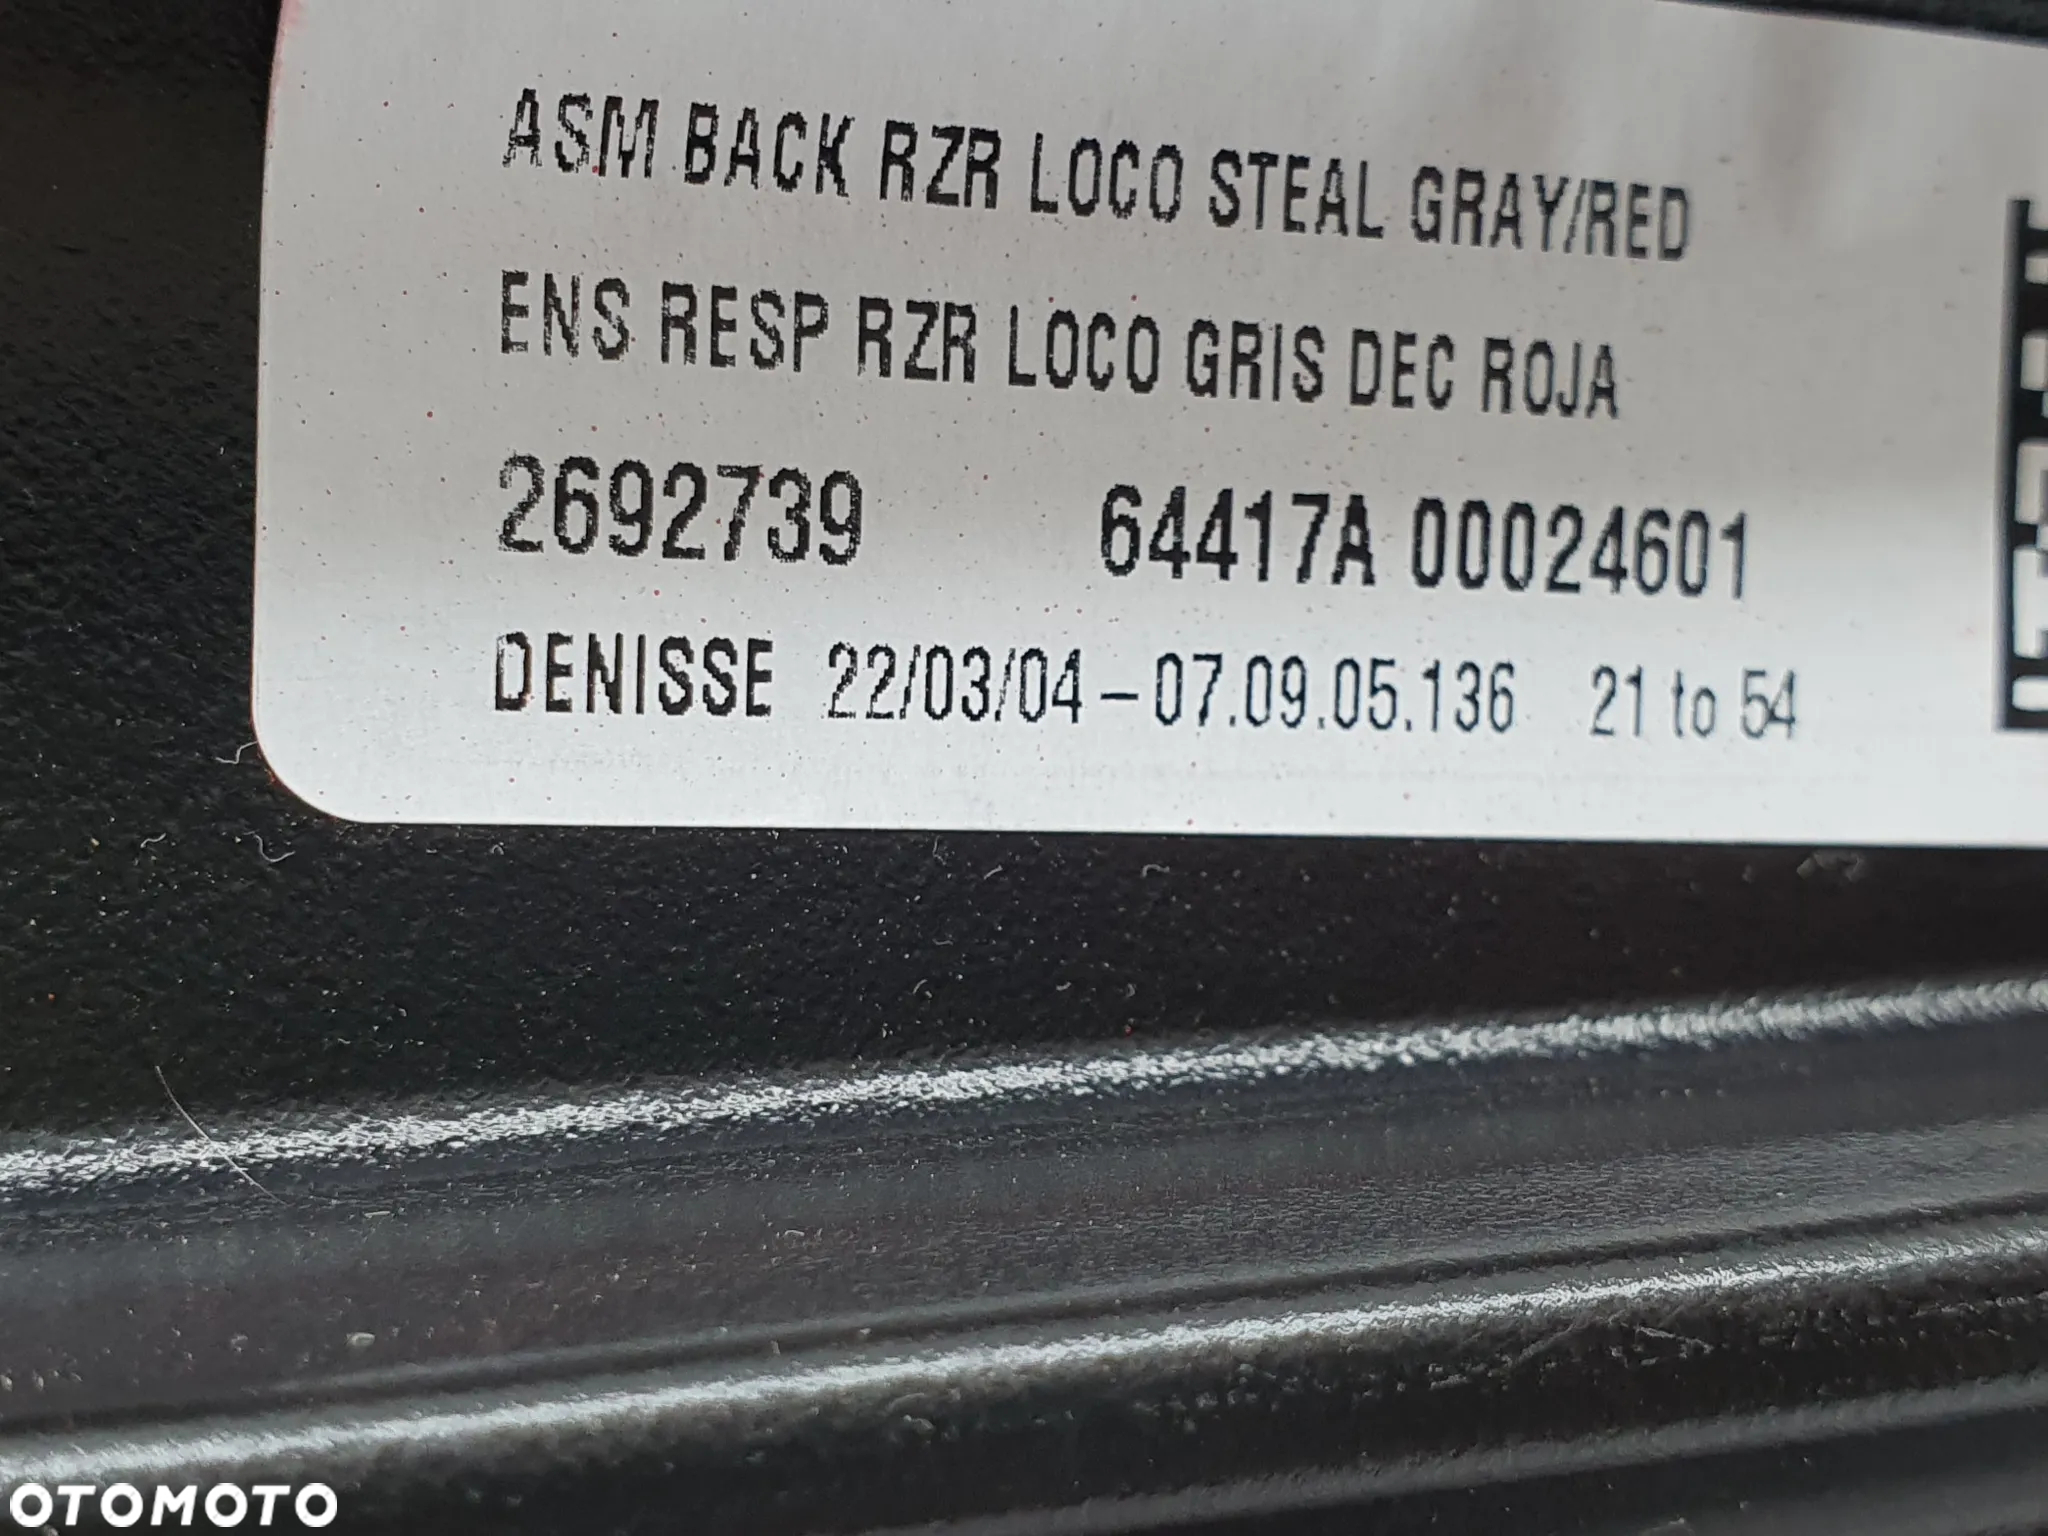 ASM BACK RZR LOCO STEAL GRAY/RED
ENS RESP RZR LOCO GRIS DEC ROJA
2692739 64417A 00024601
DENISSE 22/03/04-07.09.05.136 21 to 54
OTOMOTO